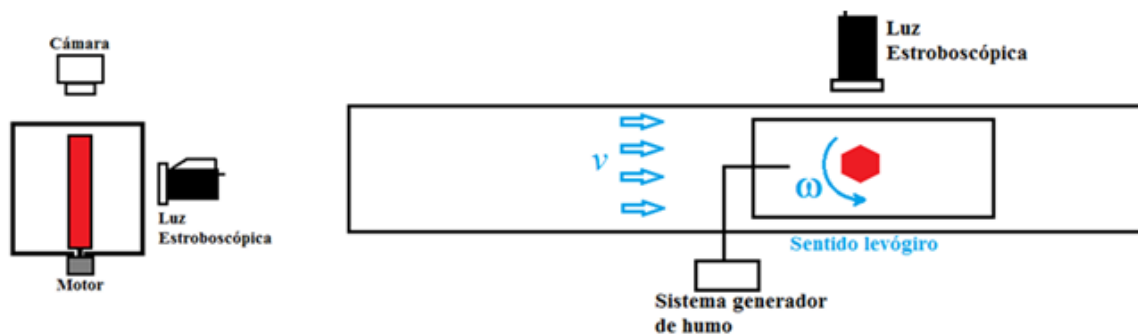 Cámara
Luz
Estroboscópica
Motor
Luz
Estroboscópica
v
ω
Sentido levógiro
Sistema generador
de humo